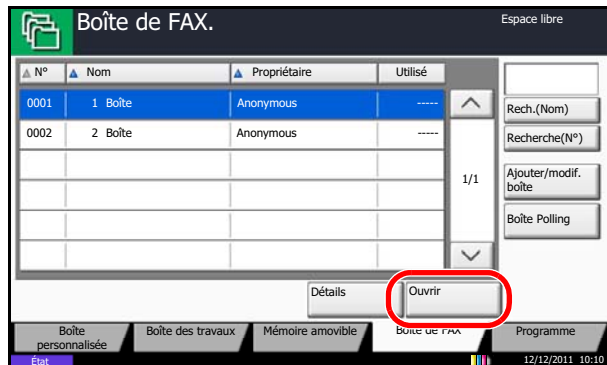 Boîte de FAX.
Espace libre
N° Nom Propriétaire Utilisé
0001 1 Boîte Anonymous -----
0002 2 Boîte Anonymous -----
1/1
Rech.(Nom)
Recherche(N°)
Ajouter/modif.
boîte
Boîte Polling
Détails
Ouvrir
Boîte
personnalisée
Boîte des travaux
Mémoire amovible
Boîte de FAX
Programme
État
12/12/2011 10:10